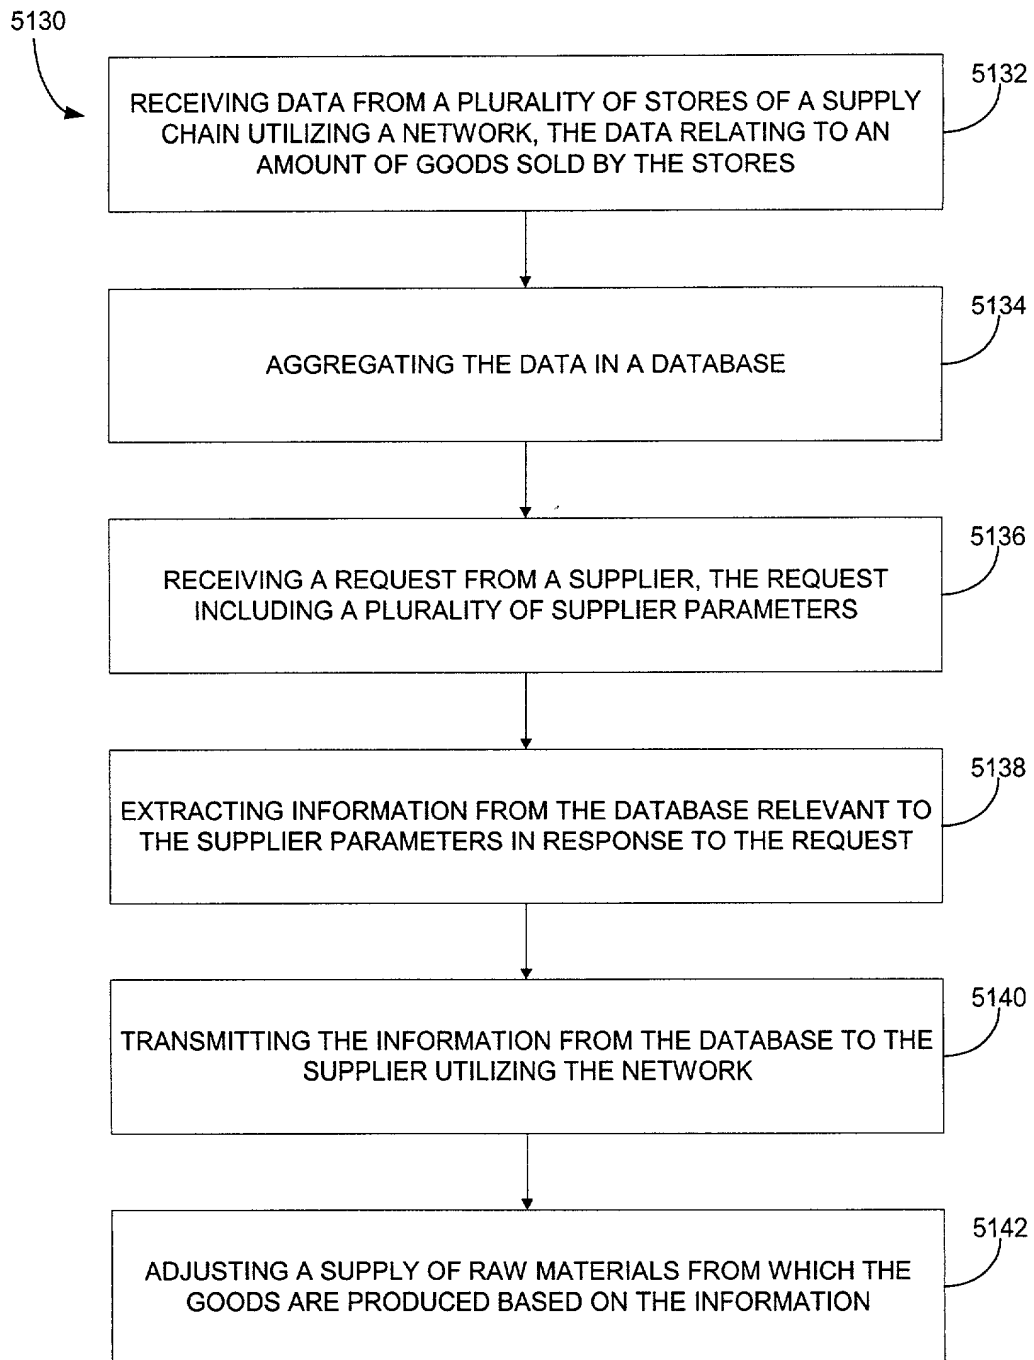 5130
5132
RECEIVING DATA FROM A PLURALITY OF STORES OF A SUPPLY
CHAIN UTILIZING A NETWORK, THE DATA RELATING TO AN
AMOUNT OF GOODS SOLD BY THE STORES
5134
AGGREGATING THE DATA IN A DATABASE
5136
RECEIVING A REQUEST FROM A SUPPLIER, THE REQUEST
INCLUDING A PLURALITY OF SUPPLIER PARAMETERS
5138
EXTRACTING INFORMATION FROM THE DATABASE RELEVANT TO
THE SUPPLIER PARAMETERS IN RESPONSE TO THE REQUEST
5140
TRANSMITTING THE INFORMATION FROM THE DATABASE TO THE
SUPPLIER UTILIZING THE NETWORK
5142
ADJUSTING A SUPPLY OF RAW MATERIALS FROM WHICH THE
GOODS ARE PRODUCED BASED ON THE INFORMATION